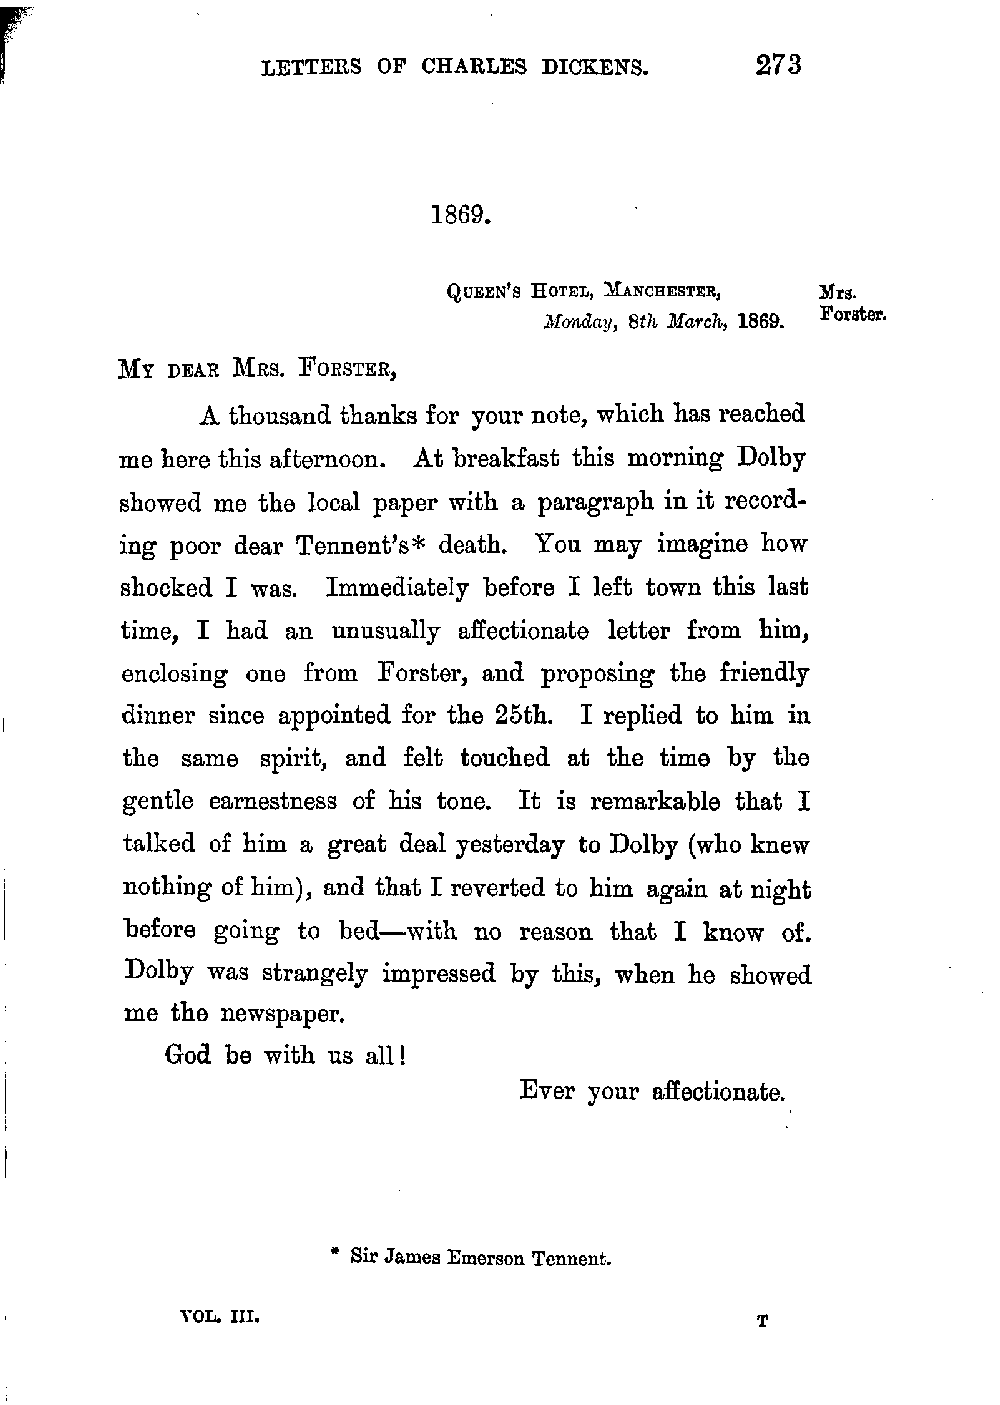 LETTERS OF CHARLES DICKENS. 273
1869.
QUEEN'S HOTEL, MANCHESTER,
Monday, 8th March, 1869.
Mrs.
Forster.
MY DEAR MRS. FORSTER,
A thousand thanks for your note, which has reached
me here this afternoon. At breakfast this morning Dolby
showed me the local paper with a paragraph in it record-
ing poor dear Tennent's* death. You may imagine how
shocked I was. Immediately before I left town this last
time, I had an unusually affectionate letter from him,
enclosing one from Forster, and proposing the friendly
dinner since appointed for the 25th. I replied to him in
the same spirit, and felt touched at the time by the
gentle earnestness of his tone. It is remarkable that I
talked of him a great deal yesterday to Dolby (who knew
nothing of him), and that I reverted to him again at night
before going to bed—with no reason that I know of.
Dolby was strangely impressed by this, when he showed
me the newspaper.
God be with us all!
Ever your affectionate.
* Sir James Emerson Tennent.
VOL. III. T